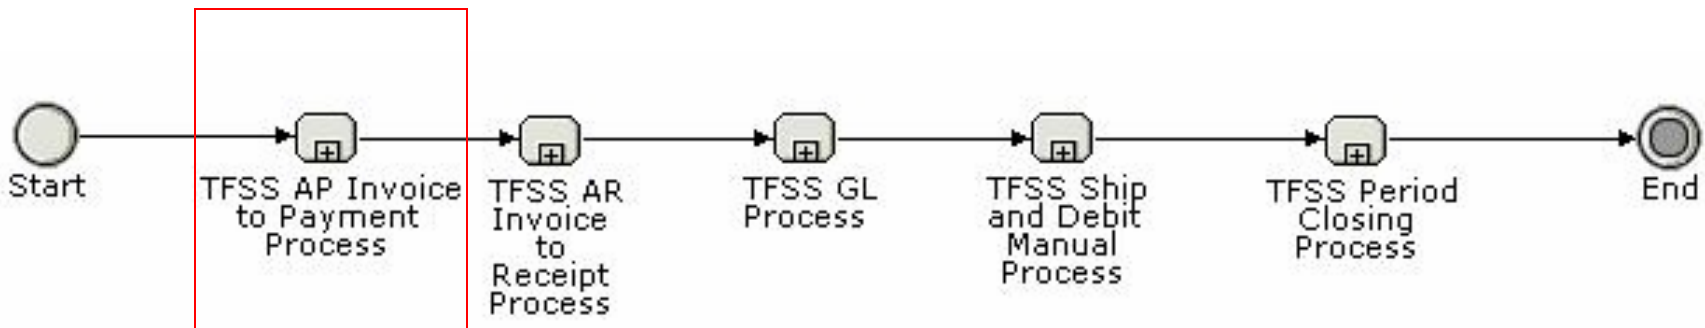 Start
TFSS AP Invoice
to Payment
Process
TFSS AR
Invoice
to
Receipt
Process
TFSS GL
Process
TFSS Ship
and Debit
Manual
Process
TFSS Period
Closing
Process
End